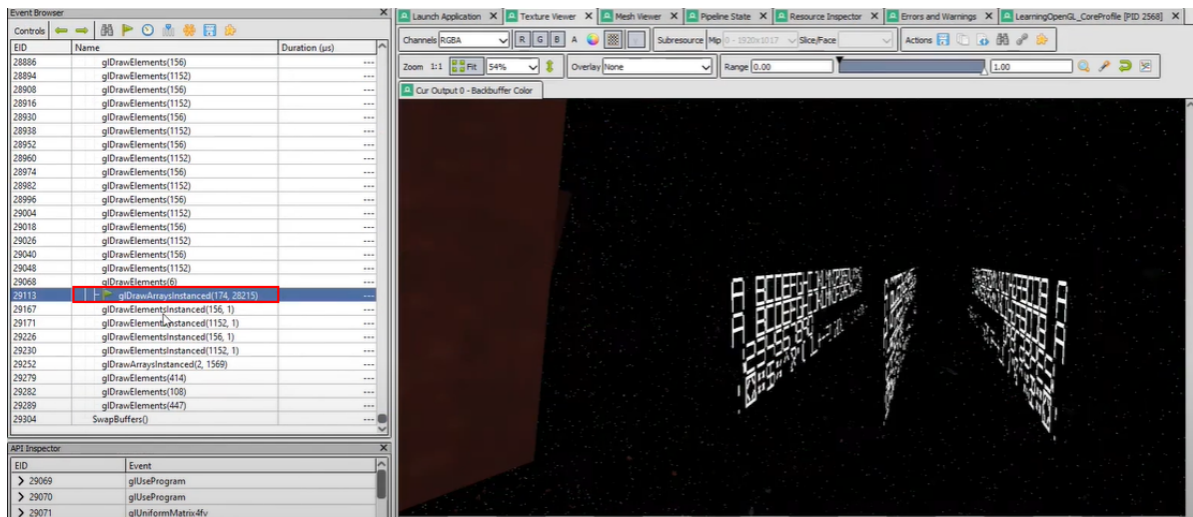 Event Browser
Launch Application
Texture Viewer
Mesh Viewer
Pipeline State
Resource Inspector
Errors and Warnings
LearningOpenGL_CoreProfile [PID 2568]
Controls
Channels RGBA R G B A Subresource Mip 0 - 1920x1017 Slice/Face Actions
EID Name Duration (µs)
Zoom 1:1 Fit 54% Overlay None Range 0.00 1.00
Cur Output 0 - Backbuffer Color
28886 glDrawElements(156) ---
28894 glDrawElements(1152) ---
28908 glDrawElements(156) ---
28916 glDrawElements(1152) ---
28930 glDrawElements(156) ---
28938 glDrawElements(1152) ---
28952 glDrawElements(156) ---
28960 glDrawElements(1152) ---
28974 glDrawElements(156) ---
28982 glDrawElements(1152) ---
28996 glDrawElements(156) ---
29004 glDrawElements(1152) ---
29018 glDrawElements(156) ---
29026 glDrawElements(1152) ---
29040 glDrawElements(156) ---
29048 glDrawElements(1152) ---
29068 glDrawElements(6) ---
29113 glDrawArraysInstanced(174, 28215) ---
29167 glDrawElementsInstanced(156, 1) ---
29171 glDrawElementsInstanced(1152, 1) ---
29226 glDrawElementsInstanced(156, 1) ---
29230 glDrawElementsInstanced(1152, 1) ---
29252 glDrawArraysInstanced(2, 1569) ---
29279 glDrawElements(414) ---
29282 glDrawElements(108) ---
29289 glDrawElements(447) ---
29304 SwapBuffers() ---
API Inspector
EID Event
29069 glUseProgram
29070 glUseProgram
29071 glUniformMatrix4fv